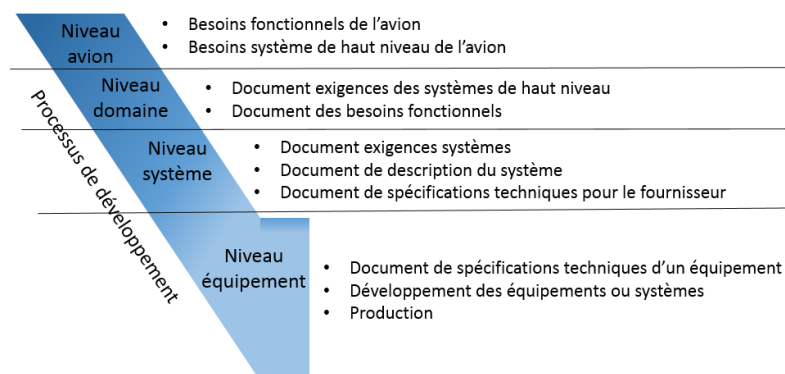 Niveau
avion
• Besoins fonctionnels de l’avion
• Besoins système de haut niveau de l’avion
Niveau
domaine
• Document exigences des systèmes de haut niveau
• Document des besoins fonctionnels
Niveau
système
• Document exigences systèmes
• Document de description du système
• Document de spécifications techniques pour le fournisseur
Niveau
équipement
• Document de spécifications techniques d’un équipement
• Développement des équipements ou systèmes
• Production
Processus de développement